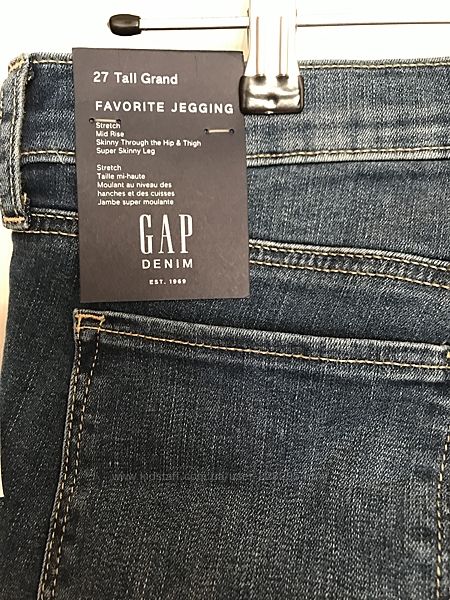 27 Tall Grand
FAVORITE JEGGING
Stretch
Mid Rise
Skinny Through the Hip & Thigh
Super Skinny Leg
Stretch
Taille mi-haute
Moulant au niveau des
hanches et des cuisses
Jambe super moulante
GAP
DENIM
EST. 1969